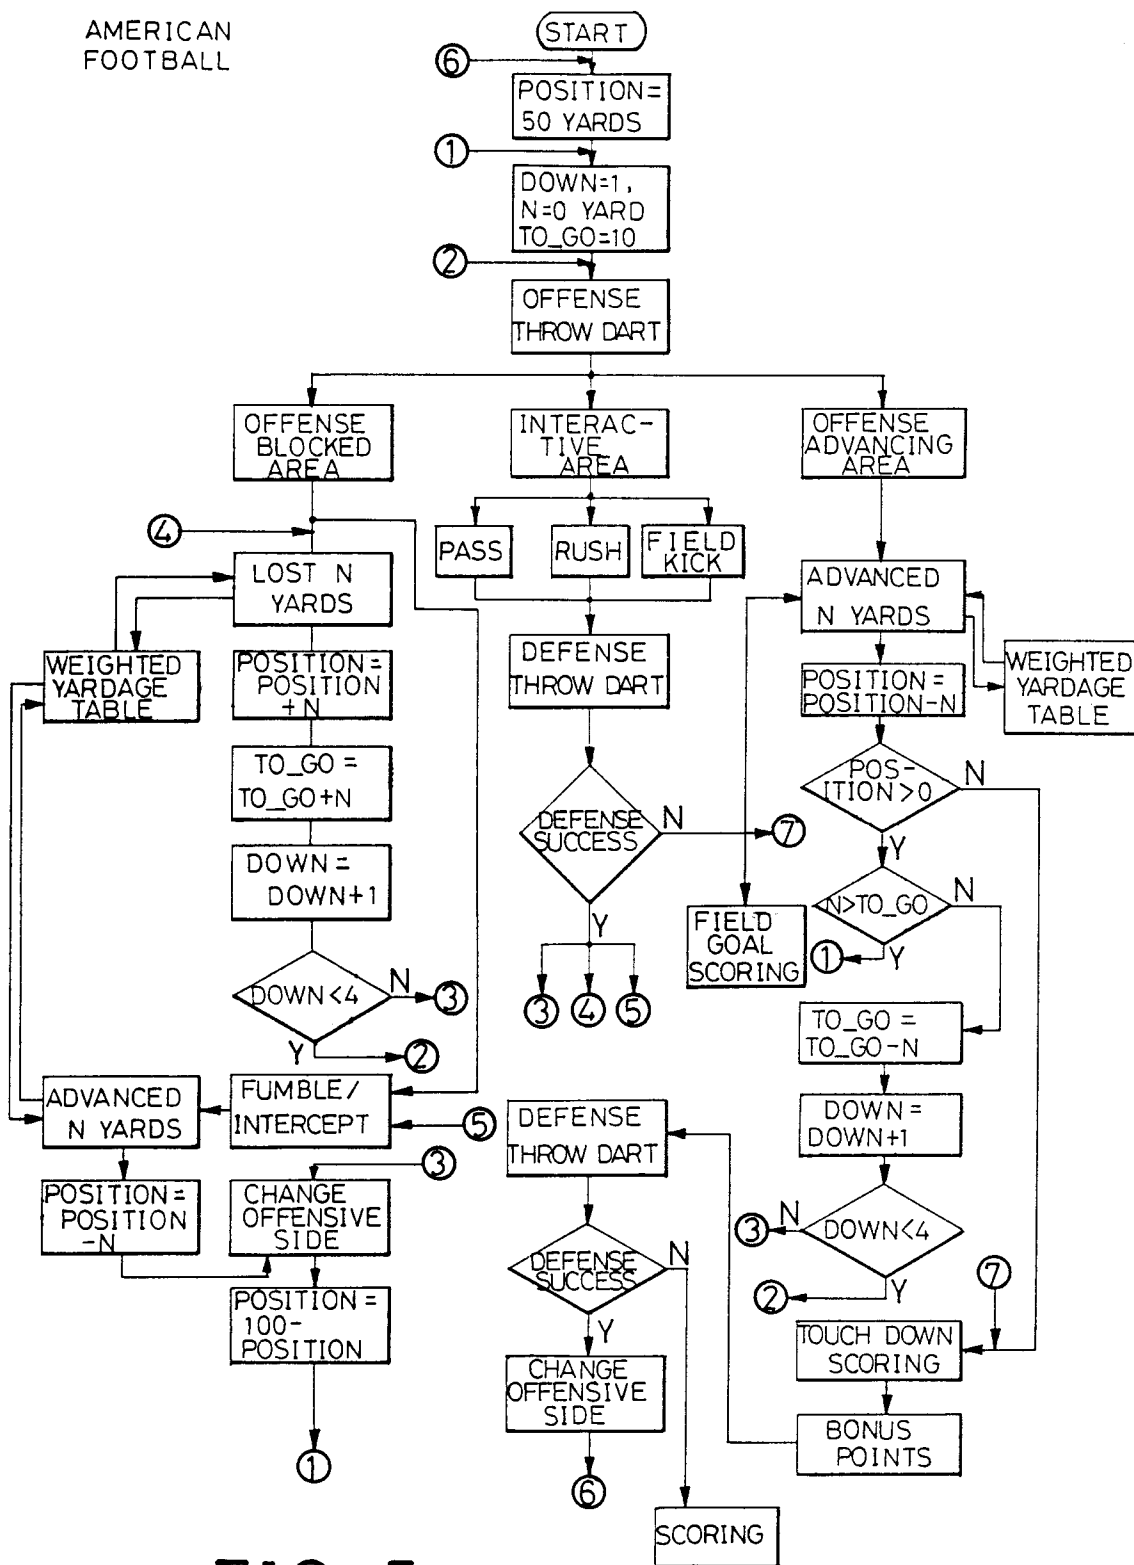 AMERICAN
FOOTBALL
START
6
POSITION=
50 YARDS
1
DOWN=1,
N=0 YARD
TO_GO=10
2
OFFENSE
THROW DART
OFFENSE
BLOCKED
AREA
INTERAC-
TIVE
AREA
OFFENSE
ADVANCING
AREA
4
PASS
RUSH
FIELD
KICK
LOST N
YARDS
ADVANCED
N YARDS
WEIGHTED
YARDAGE
TABLE
POSITION=
POSITION
+N
DEFENSE
THROW DART
POSITION=
POSITION-N
WEIGHTED
YARDAGE
TABLE
TO_GO=
TO_GO+N
POS-
ITION>0
N
Y
DEFENSE
SUCCESS
N
7
Y
DOWN=
DOWN+1
N>TO_GO
N
Y
1
FIELD
GOAL
SCORING
DOWN<4
N
3
Y
2
3
4
5
TO_GO=
TO_GO-N
ADVANCED
N YARDS
FUMBLE/
INTERCEPT
5
DEFENSE
THROW DART
DOWN=
DOWN+1
3
POSITION=
POSITION
-N
CHANGE
OFFENSIVE
SIDE
DOWN<4
N
3
Y
2
7
DEFENSE
SUCCESS
N
Y
POSITION=
100-
POSITION
TOUCH DOWN
SCORING
CHANGE
OFFENSIVE
SIDE
BONUS
POINTS
1
6
SCORING